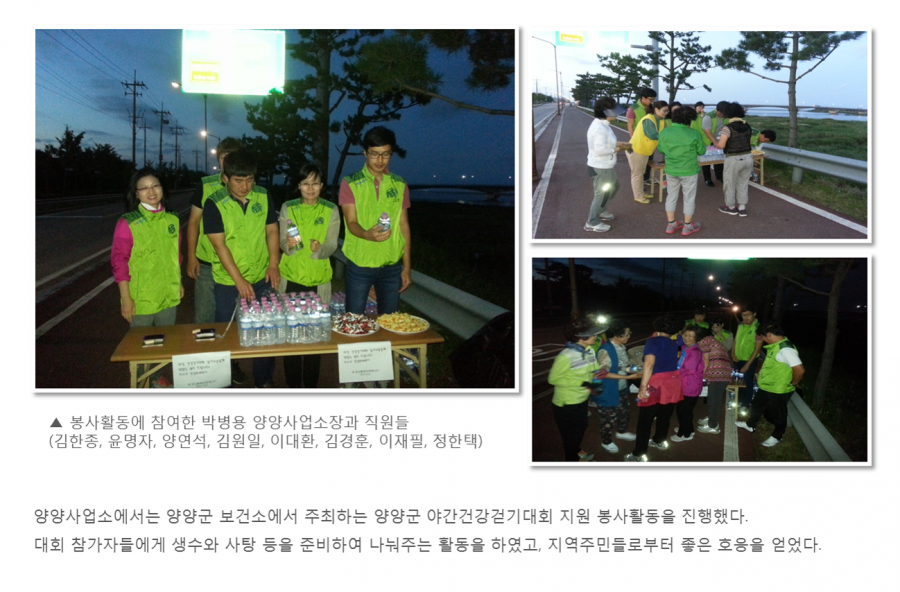 ▲ 봉사활동에 참여한 박병용 양양사업소장과 직원들
(김한종, 윤명자, 양연석, 김원일, 이대환, 김경훈, 이재필, 정한택)
양양사업소에서는 양양군 보건소에서 주최하는 양양군 야간건강걷기대회 지원 봉사활동을 진행했다.
대회 참가자들에게 생수와 사탕 등을 준비하여 나눠주는 활동을 하였고, 지역주민들로부터 좋은 호응을 얻었다.